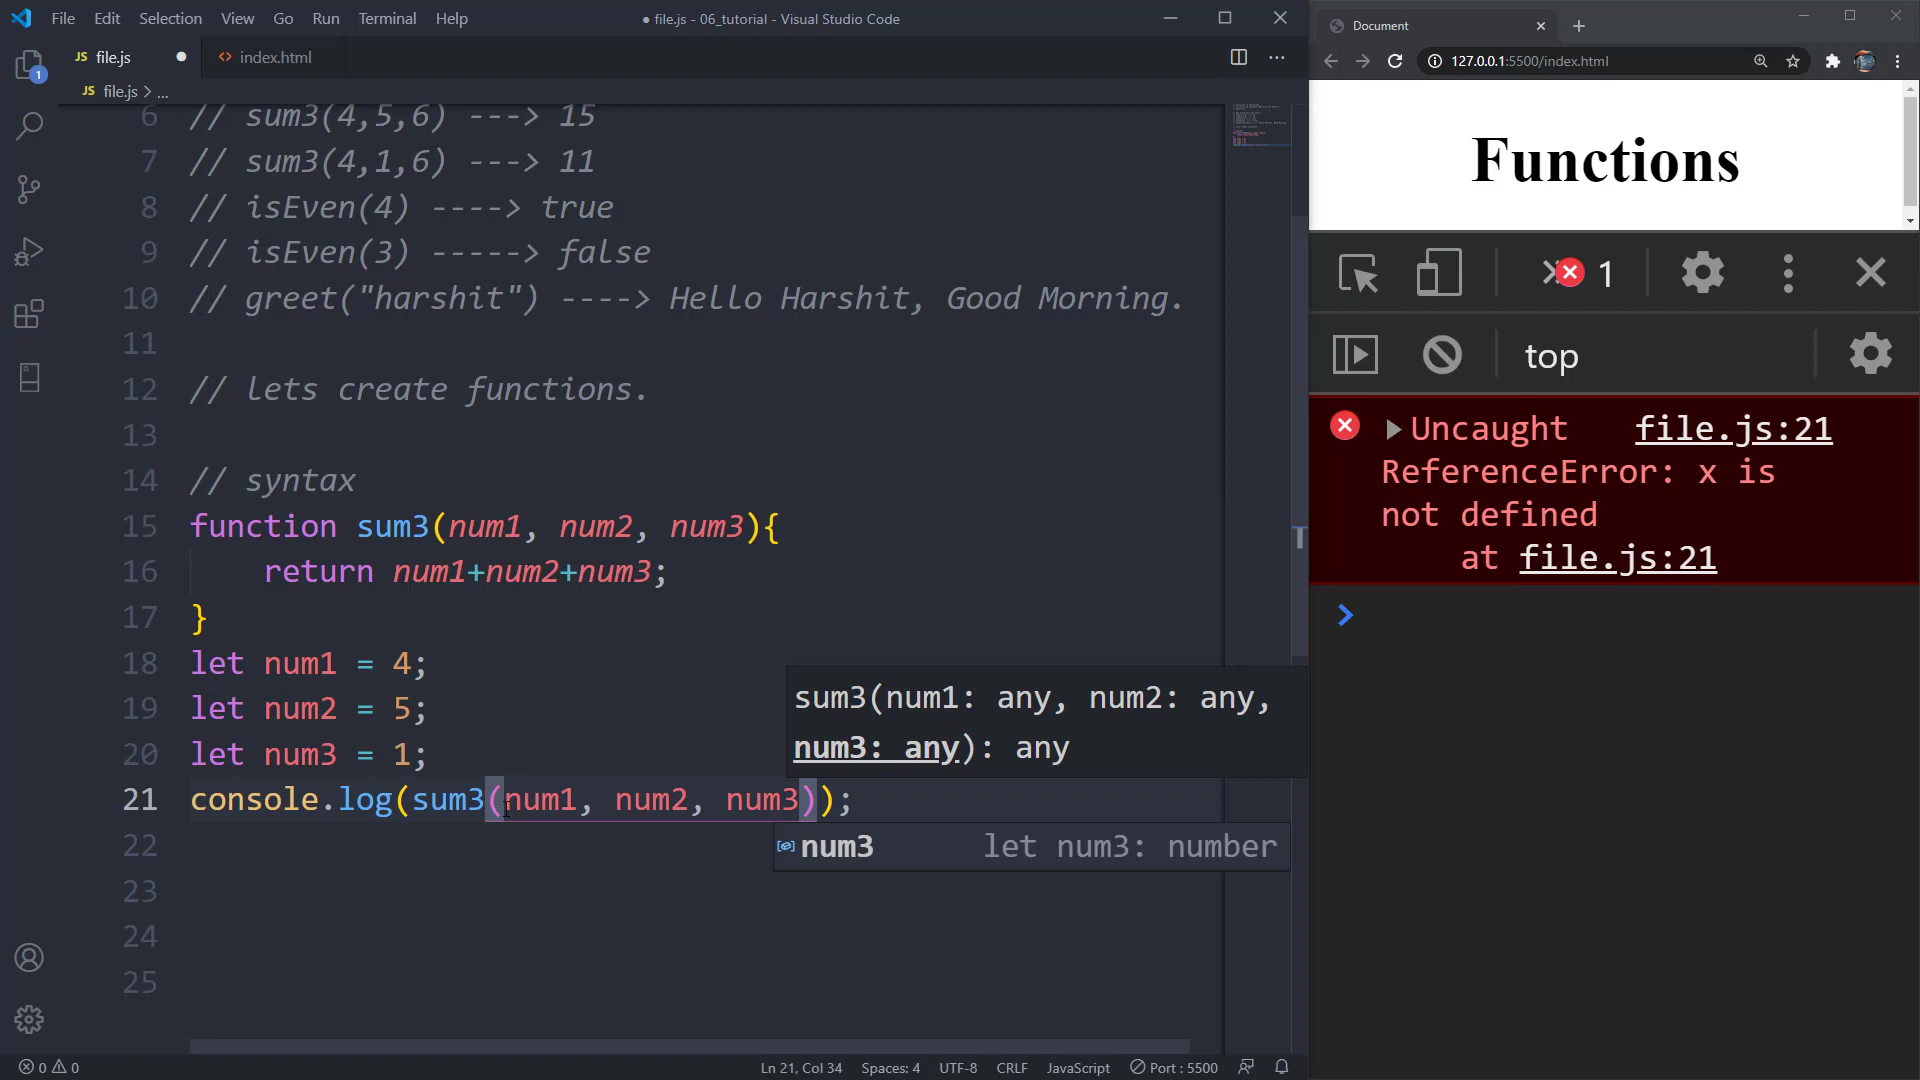 File Edit Selection View Go Run Terminal Help
● file.js - 06_tutorial - Visual Studio Code
JS file.js ●
<> index.html
JS file.js > ...
1
6 // sum3(4,5,6) ---> 15
7 // sum3(4,1,6) ---> 11
8 // isEven(4) ----> true
9 // isEven(3) -----> false
10 // greet("harshit") ----> Hello Harshit, Good Morning.
11
12 // lets create functions.
13
14 // syntax
15 function sum3(num1, num2, num3){
16 return num1+num2+num3;
17 }
18 let num1 = 4;
19 let num2 = 5;
20 let num3 = 1;
21 console.log(sum3(num1, num2, num3));
22
23
24
25
sum3(num1: any, num2: any,
num3: any): any
num3 let num3: number
0 0
Ln 21, Col 34 Spaces: 4 UTF-8 CRLF JavaScript Port : 5500
Document
127.0.0.1:5500/index.html
Functions
1
top
Uncaught file.js:21
ReferenceError: x is
not defined
at file.js:21